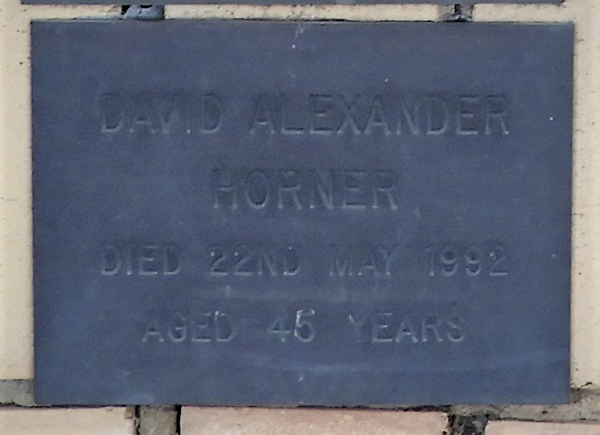 DAVID ALEXANDER
HORNER
DIED 22ND MAY 1992
AGED 45 YEARS